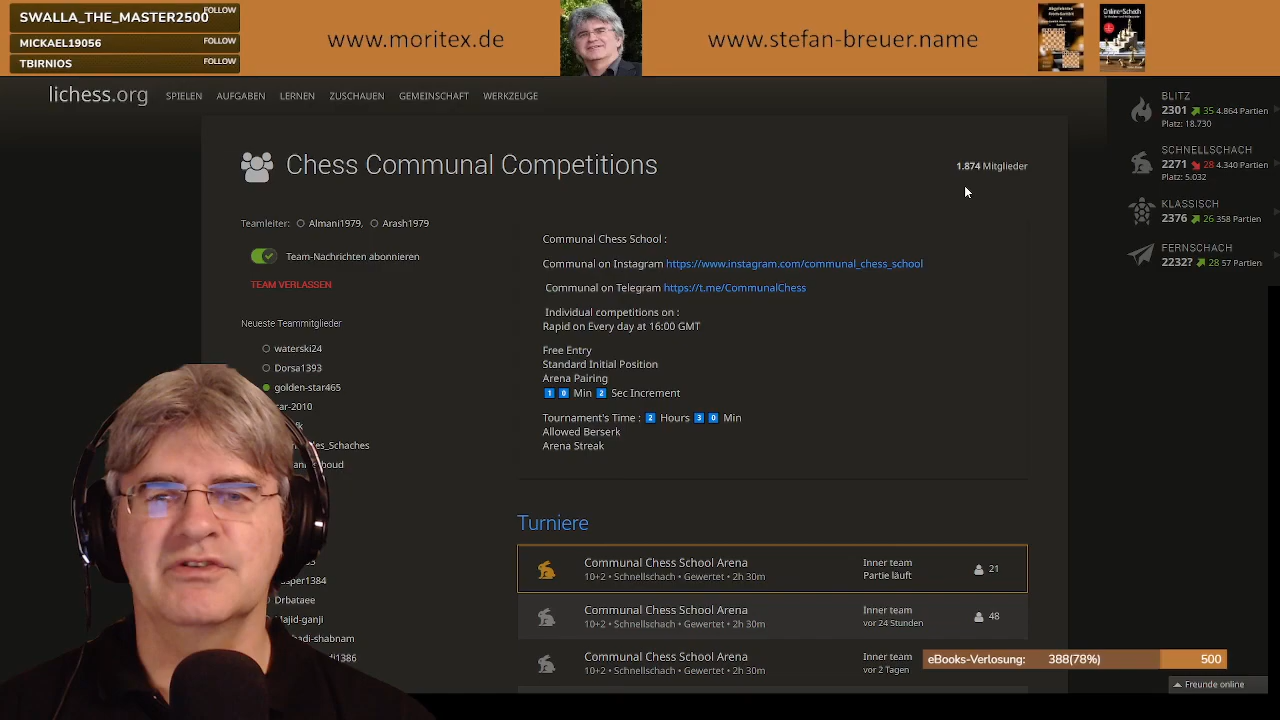 SWALLA_THE_MASTER2500 FOLLOW
MICKAEL19056 FOLLOW
TBIRNIOS FOLLOW
www.moritex.de
www.stefan-breuer.name
Online-Schach
lichess.org SPIELEN AUFGABEN LERNEN ZUSCHAUEN GEMEINSCHAFT WERKZEUGE
BLITZ
2301 35 4.864 Partien
Platz: 18.730
SCHNELLSCHACH
2271 28 4.340 Partien
Platz: 5.032
KLASSISCH
2376 26 358 Partien
FERNSCHACH
2232? 28 57 Partien
Chess Communal Competitions
1.874 Mitglieder
Teamleiter: Almani1979, Arash1979
Team-Nachrichten abonnieren
TEAM VERLASSEN
Neueste Teammitglieder
waterski24
Dorsa1393
golden-star465
Communal Chess School :
Communal on Instagram https://www.instagram.com/communal_chess_school
Communal on Telegram https://t.me/CommunalChess
Individual competitions on :
Rapid on Every day at 16:00 GMT
Free Entry
Standard Initial Position
Arena Pairing
1 0 Min 2 Sec Increment
Tournament's Time : 2 Hours 3 0 Min
Allowed Berserk
Arena Streak
Drbataee
Turniere
Communal Chess School Arena
10+2 • Schnellschach • Gewertet • 2h 30m
Inner team
Partie läuft
21
Communal Chess School Arena
10+2 • Schnellschach • Gewertet • 2h 30m
Inner team
vor 24 Stunden
48
Communal Chess School Arena
10+2 • Schnellschach • Gewertet • 2h 30m
Inner team
vor 2 Tagen
eBooks-Verlosung: 388(78%) 500
Freunde online